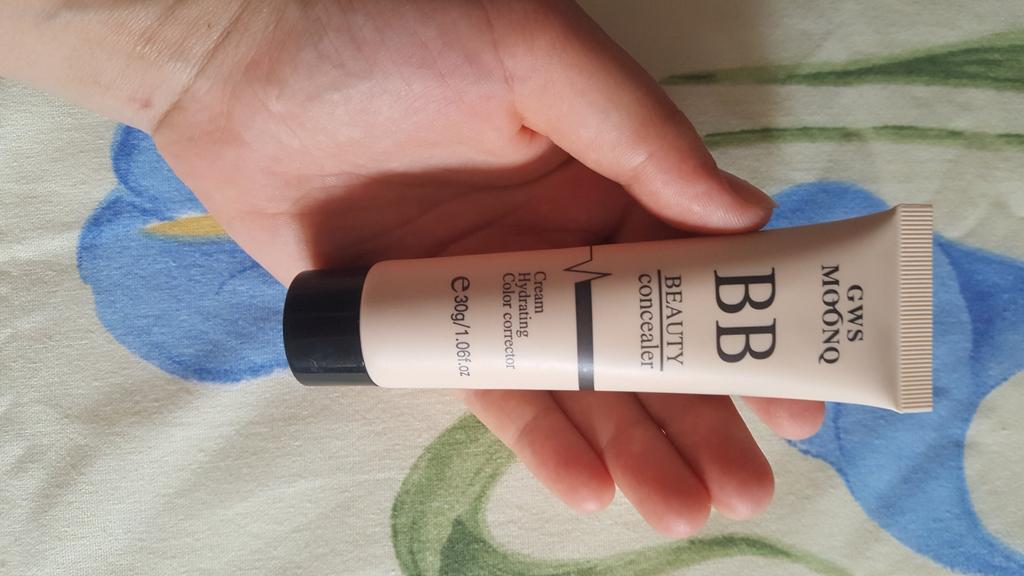 GWS
MOONQ
BB
BEAUTY
concealer
Cream
Hydrating
Color corrector
e 30g/1.06f.oz